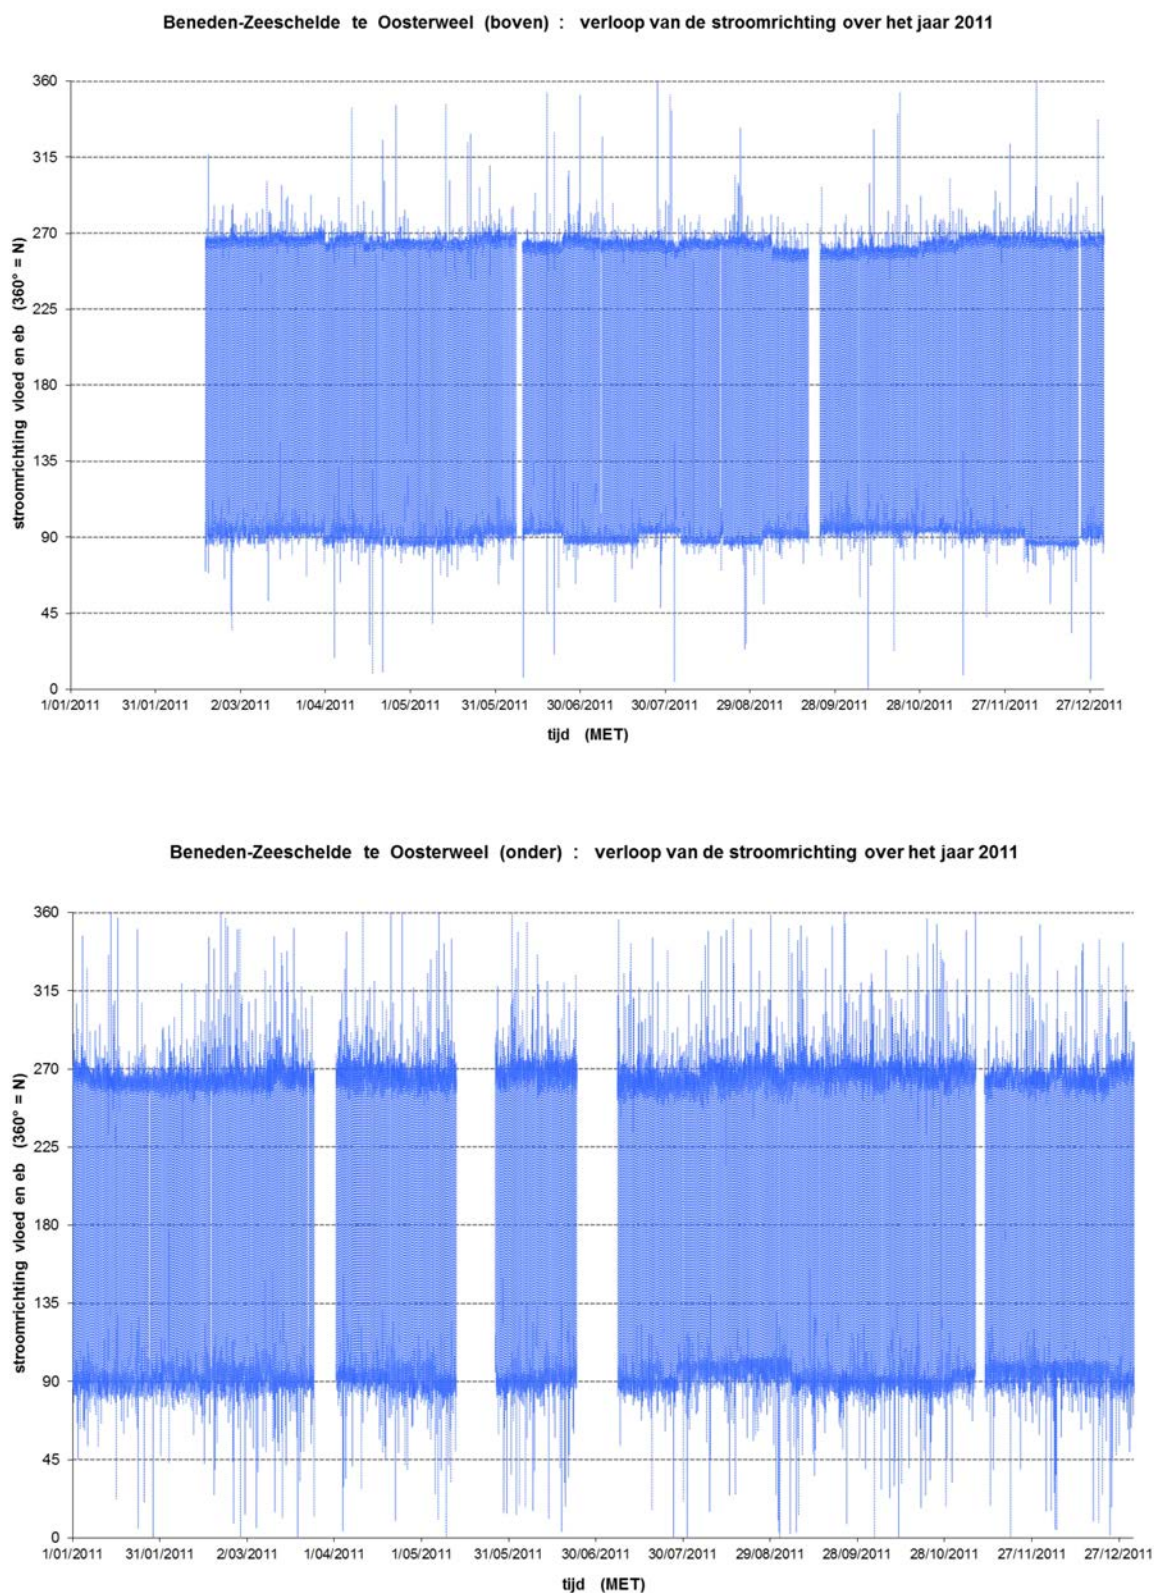 Beneden-Zeeschelde te Oosterweel (boven) : verloop van de stroomrichting over het jaar 2011
stroomrichting vloed en eb (360° = N)
360
315
270
225
180
135
90
45
0
1/01/2011 31/01/2011 2/03/2011 1/04/2011 1/05/2011 31/05/2011 30/06/2011 30/07/2011 29/08/2011 28/09/2011 28/10/2011 27/11/2011 27/12/2011
tijd (MET)
Beneden-Zeeschelde te Oosterweel (onder) : verloop van de stroomrichting over het jaar 2011
stroomrichting vloed en eb (360° = N)
360
315
270
225
180
135
90
45
0
1/01/2011 31/01/2011 2/03/2011 1/04/2011 1/05/2011 31/05/2011 30/06/2011 30/07/2011 29/08/2011 28/09/2011 28/10/2011 27/11/2011 27/12/2011
tijd (MET)